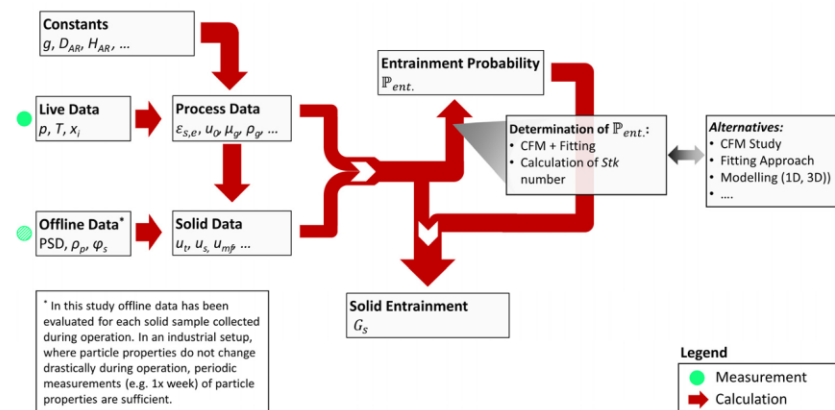 Constants
g, D_AR, H_AR, ...
Live Data
p, T, x_i
Process Data
ε_s,e, u_0, μ_g, ρ_g, ...
Offline Data*
PSD, ρ_p, φ_s
Solid Data
u_t, u_s, u_mf, ...
Entrainment Probability
ℙ_ent.
Determination of ℙ_ent.:
• CFM + Fitting
• Calculation of Stk
number
Alternatives:
• CFM Study
• Fitting Approach
• Modelling (1D, 3D))
• ....
Solid Entrainment
G_s
* In this study offline data has been
evaluated for each solid sample collected
during operation. In an industrial setup,
where particle properties do not change
drastically during operation, periodic
measurements (e.g. 1x week) of particle
properties are sufficient.
Legend
Measurement
Calculation